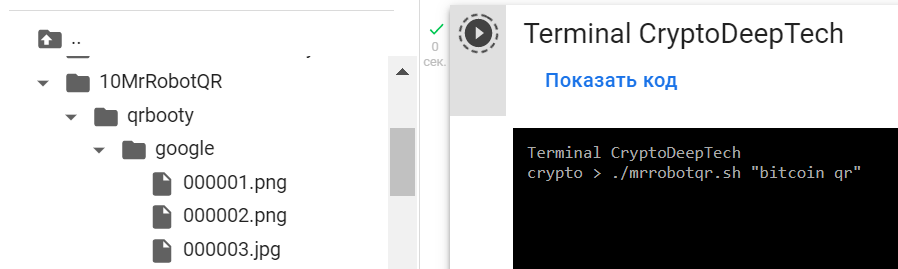 ..
10MrRobotQR
qrbooty
google
000001.png
000002.png
000003.jpg
0
сек.
Terminal CryptoDeepTech
Показать код
Terminal CryptoDeepTech
crypto > ./mrrobotqr.sh "bitcoin qr"